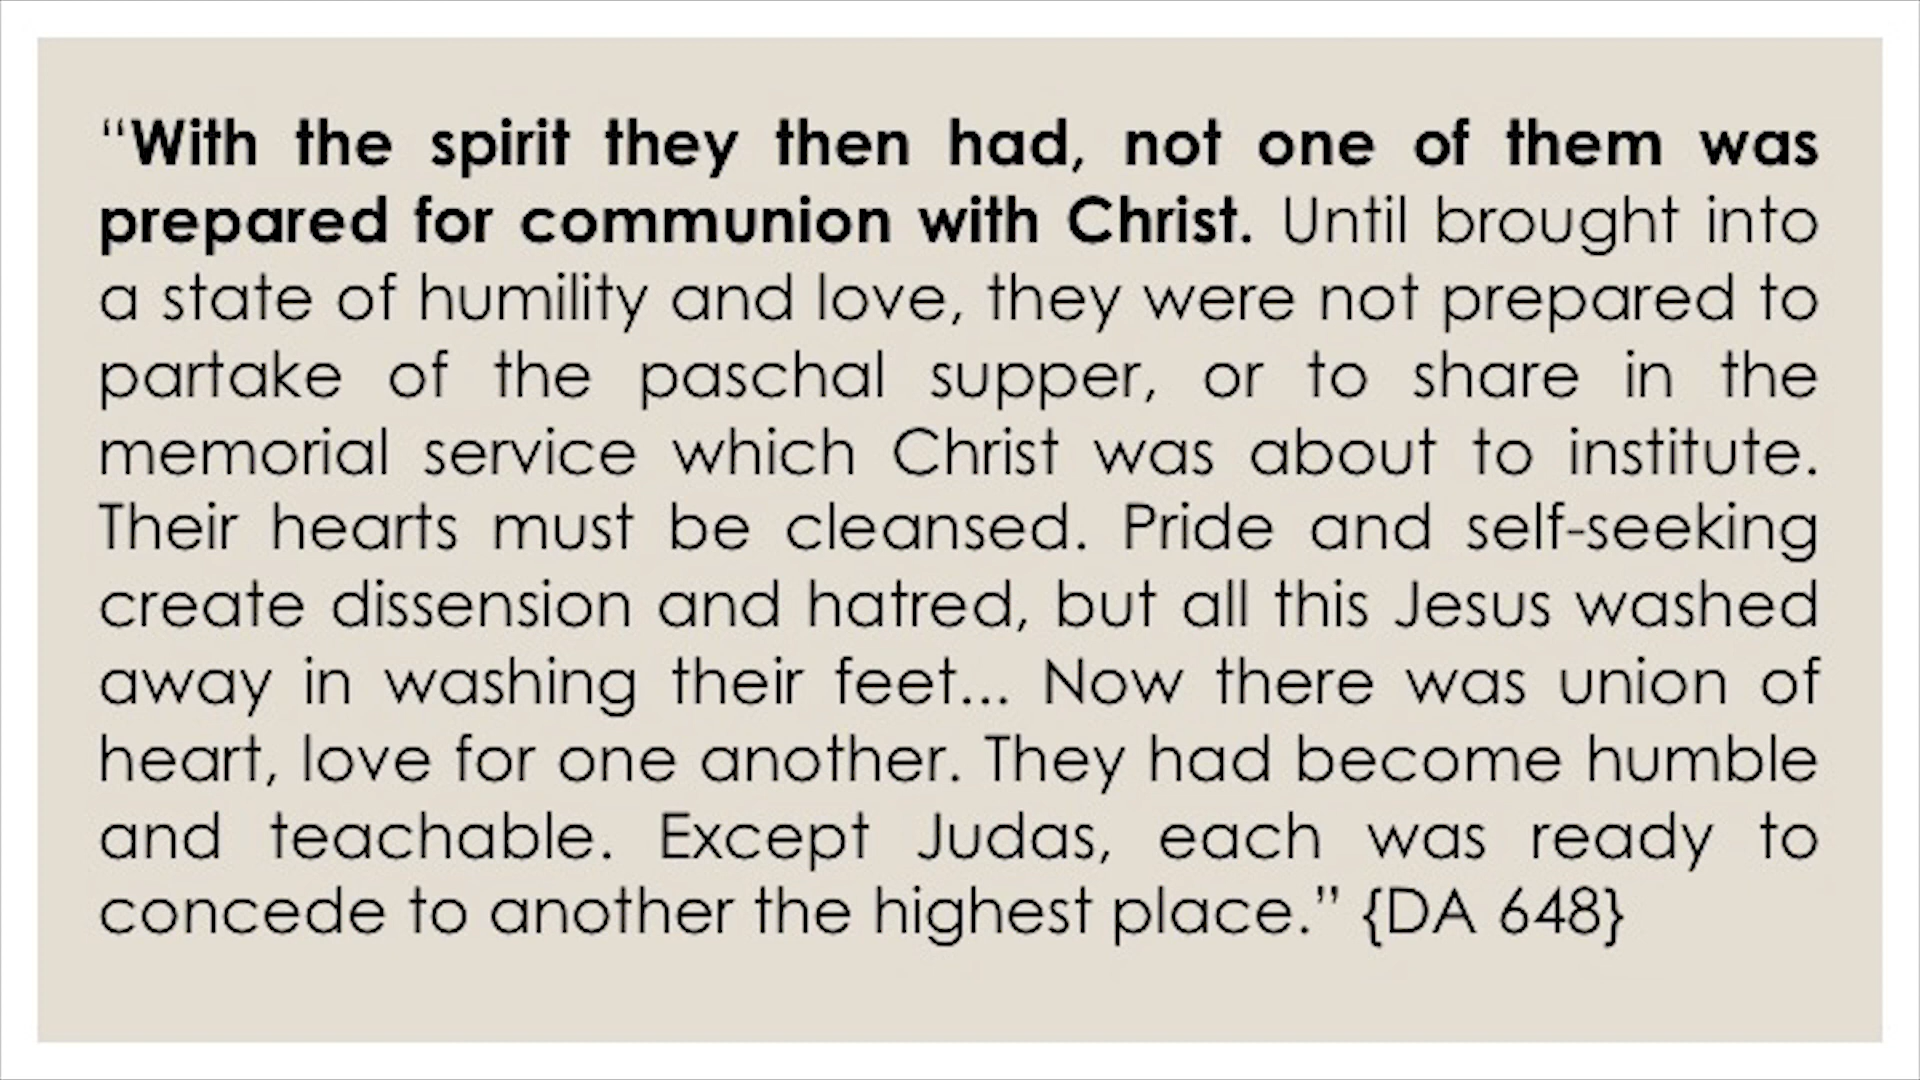 “With the spirit they then had, not one of them was
prepared for communion with Christ. Until brought into
a state of humility and love, they were not prepared to
partake of the paschal supper, or to share in the
memorial service which Christ was about to institute.
Their hearts must be cleansed. Pride and self-seeking
create dissension and hatred, but all this Jesus washed
away in washing their feet... Now there was union of
heart, love for one another. They had become humble
and teachable. Except Judas, each was ready to
concede to another the highest place.” {DA 648}